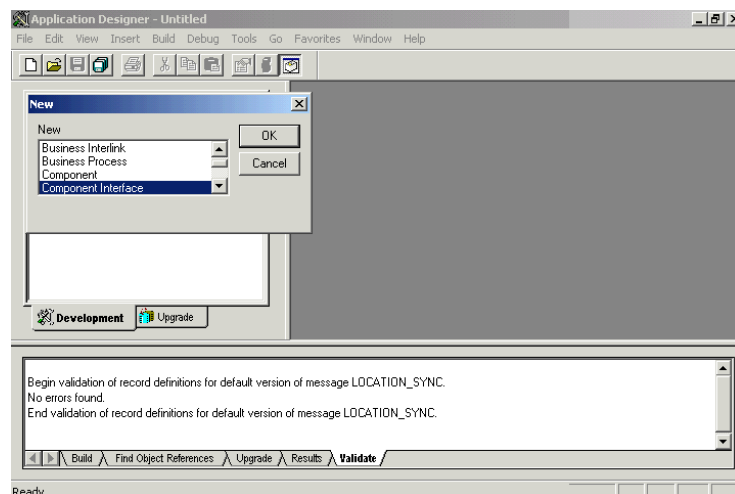 Application Designer - Untitled
File Edit View Insert Build Debug Tools Go Favorites Window Help
New
New
Business Interlink
Business Process
Component
Component Interface
OK
Cancel
Development
Upgrade
Begin validation of record definitions for default version of message LOCATION_SYNC.
No errors found.
End validation of record definitions for default version of message LOCATION_SYNC.
Build Find Object References Upgrade Results Validate
Ready